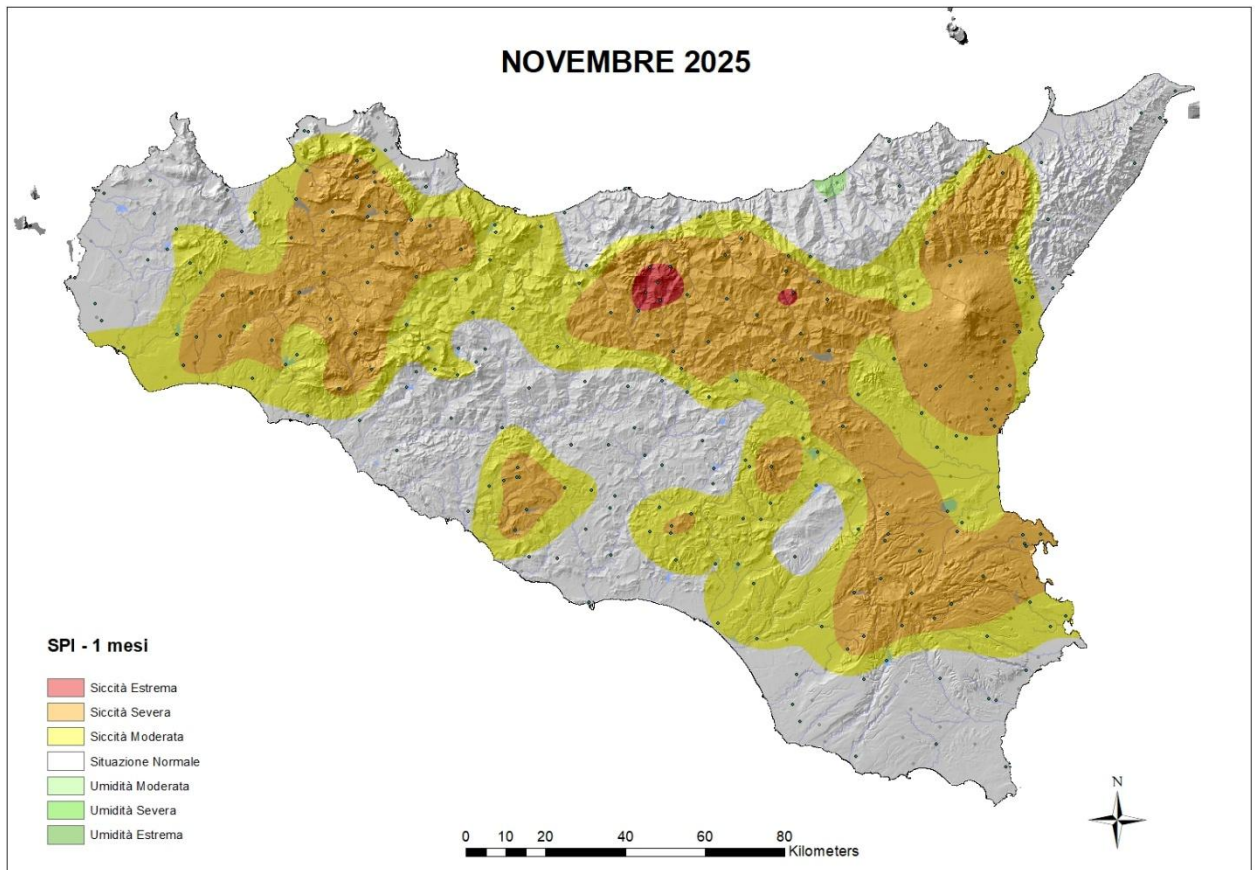 NOVEMBRE 2025
SPI - 1 mesi
Siccità Estrema
Siccità Severa
Siccità Moderata
Situazione Normale
Umidità Moderata
Umidità Severa
Umidità Estrema
0 10 20 40 60 80
Kilometers
N